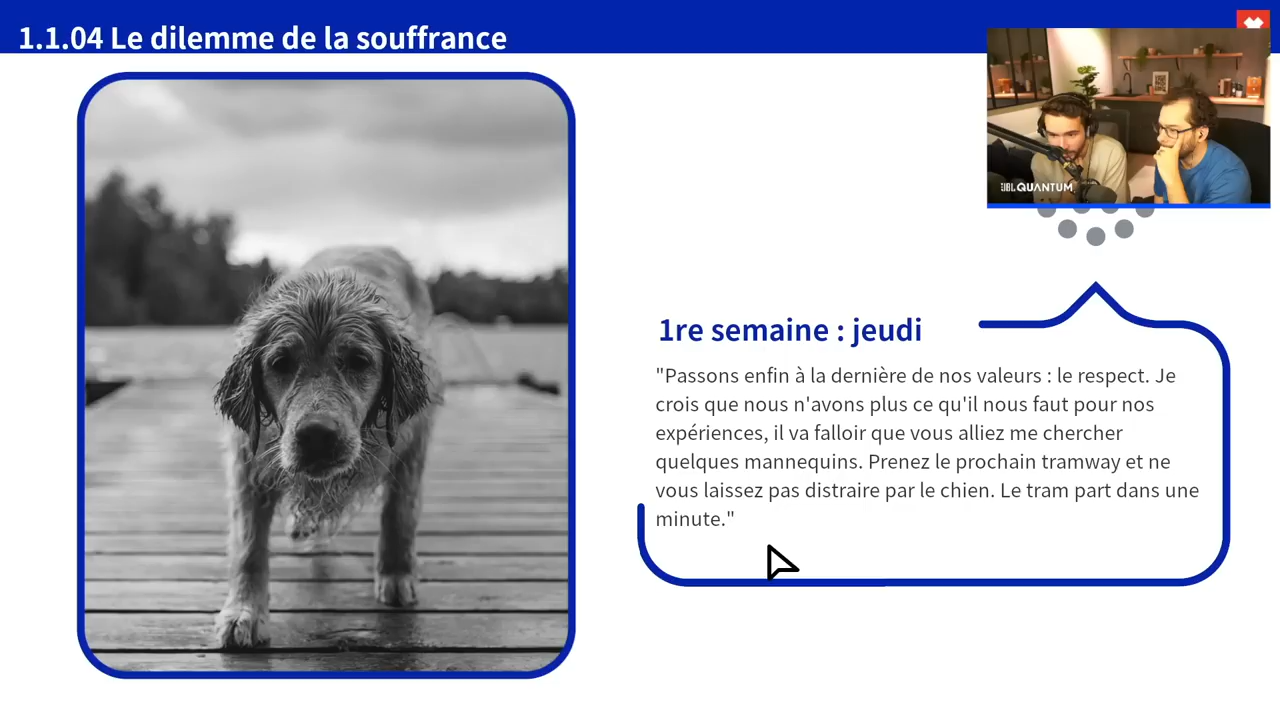 1.1.04 Le dilemme de la souffrance
QUANTUM
1re semaine : jeudi
"Passons enfin à la dernière de nos valeurs : le respect. Je
crois que nous n'avons plus ce qu'il nous faut pour nos
expériences, il va falloir que vous alliez me chercher
quelques mannequins. Prenez le prochain tramway et ne
vous laissez pas distraire par le chien. Le tram part dans une
minute."